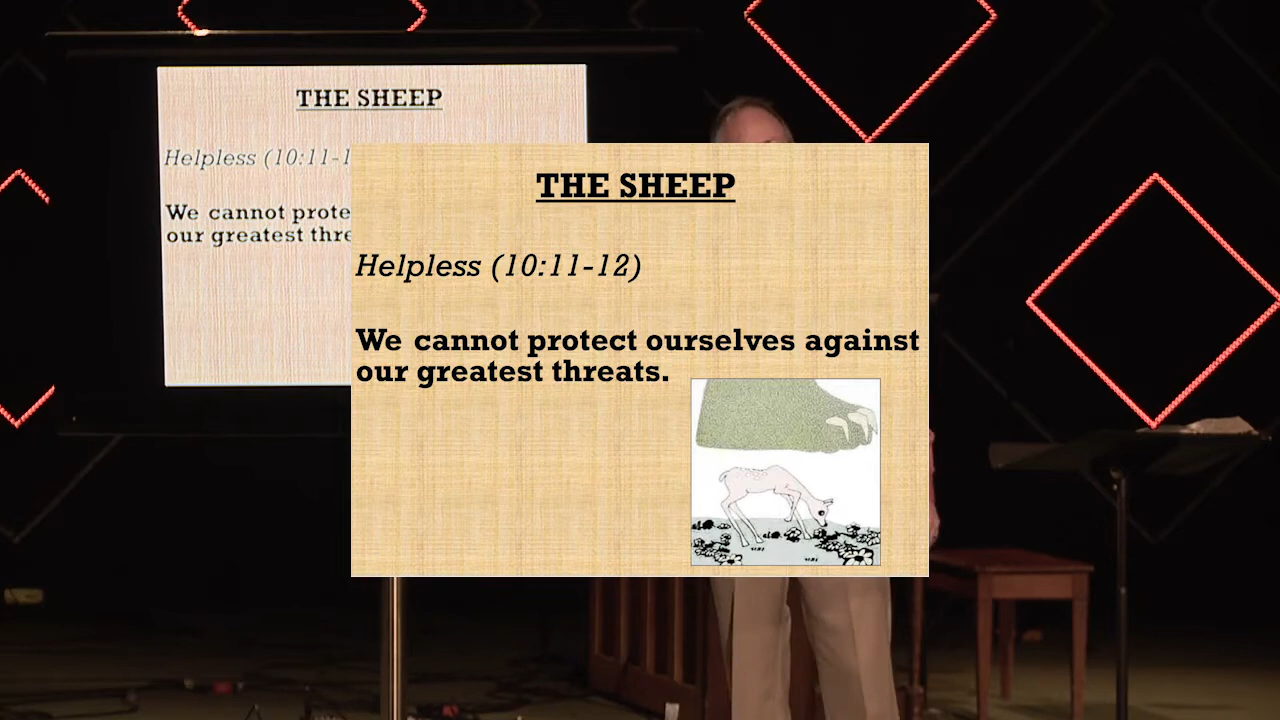 THE SHEEP
Helpless (10:11-1
We cannot prote
our greatest thre
THE SHEEP
Helpless (10:11-12)
We cannot protect ourselves against
our greatest threats.